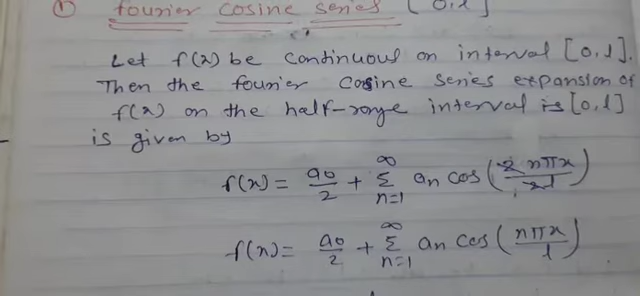 ① fourier cosine series [0,l]
Let f(x) be continuous on interval [0,l].
Then the fourier cosine series expansion of
f(x) on the half-range interval is [0,l]
is given by
f(x) = a0/2 + ∞Σn=1 an cos(2nπx/2l)
f(x) = a0/2 + ∞Σn=1 an cos(nπx/l)